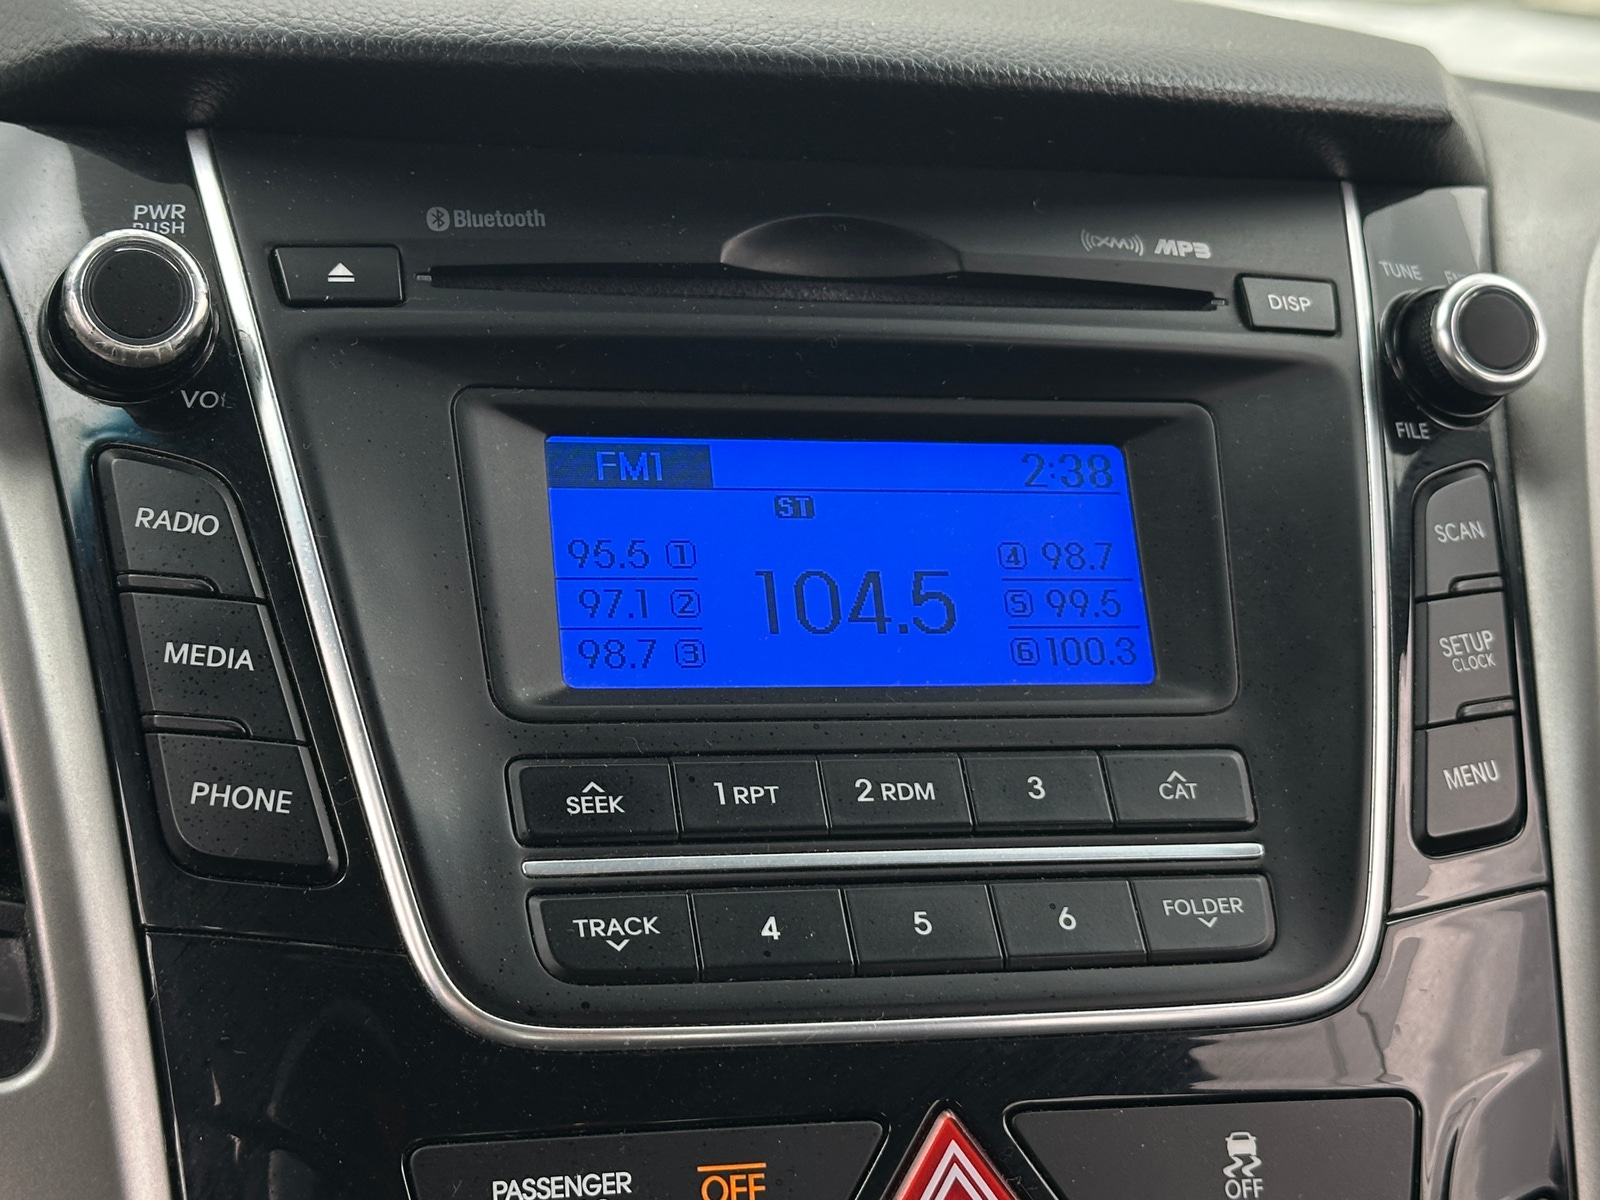 PWR
PUSH
VOL
Bluetooth
XM MP3
DISP
TUNE
FILE
RADIO
MEDIA
PHONE
FM1 2:38
ST
95.5 1
97.1 2
98.7 3
104.5
4 98.7
5 99.5
6 100.3
SCAN
SETUP
CLOCK
MENU
SEEK
1 RPT
2 RDM
3
CAT
TRACK
4
5
6
FOLDER
PASSENGER
OFF
OFF